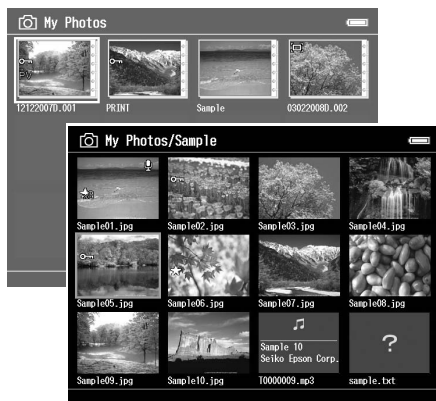 My Photos
12122007D.001
PRINT
Sample
03022008D.002
My Photos/Sample
Sample01.jpg
Sample02.jpg
Sample03.jpg
Sample04.jpg
Sample05.jpg
Sample06.jpg
Sample07.jpg
Sample08.jpg
Sample 10
Seiko Epson Corp.
?
Sample09.jpg
Sample10.jpg
T0000009.mp3
sample.txt